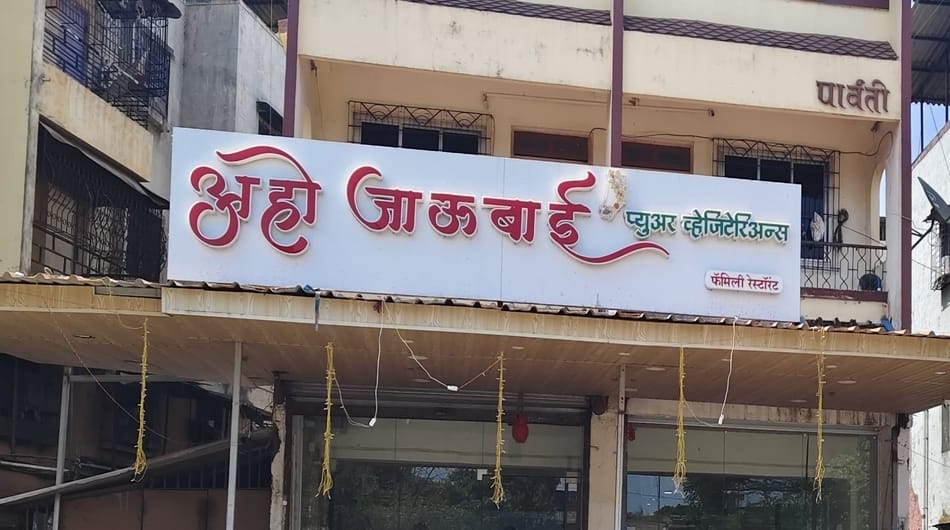 पार्वती
अहो जाऊबाई प्युअर व्हेजिटेरिअन्स
फॅमिली रेस्टॉरंट